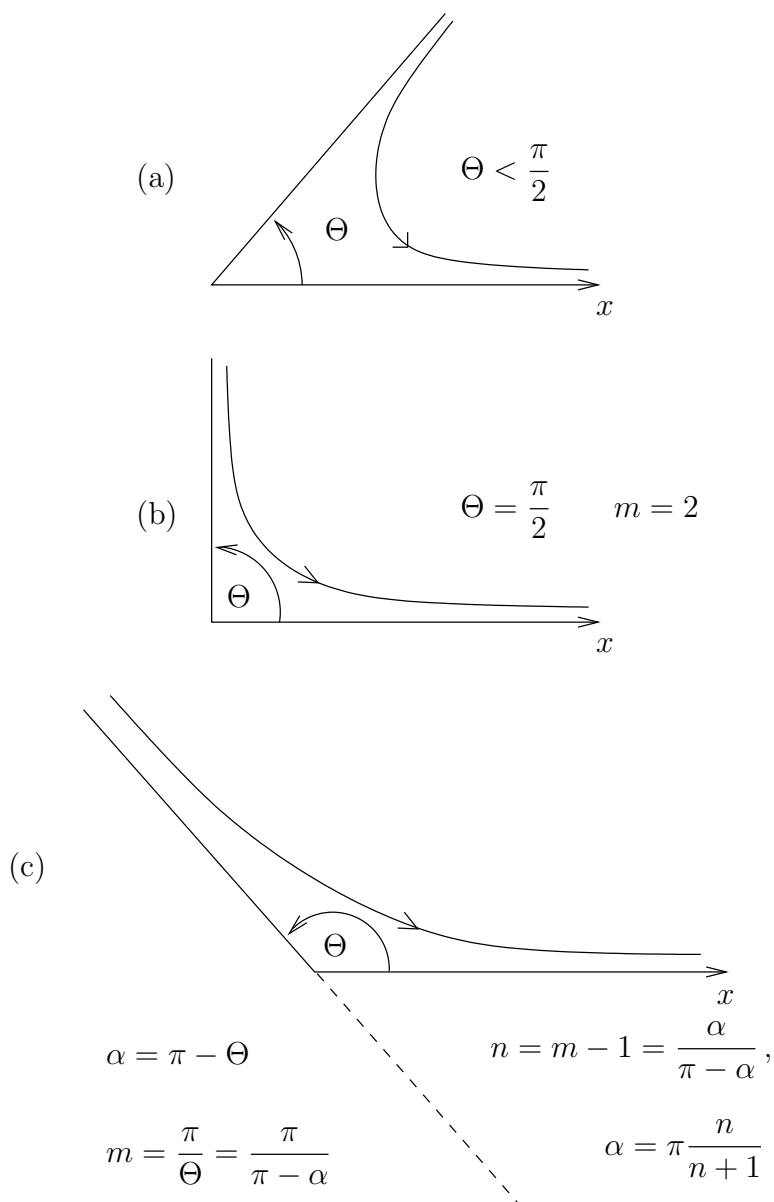 (a)
Θ < π/2
Θ
x
(b)
Θ = π/2 m = 2
Θ
x
(c)
Θ
x
α = π − Θ
n = m − 1 = α/(π − α),
m = π/Θ = π/(π − α)
α = π n/(n + 1)